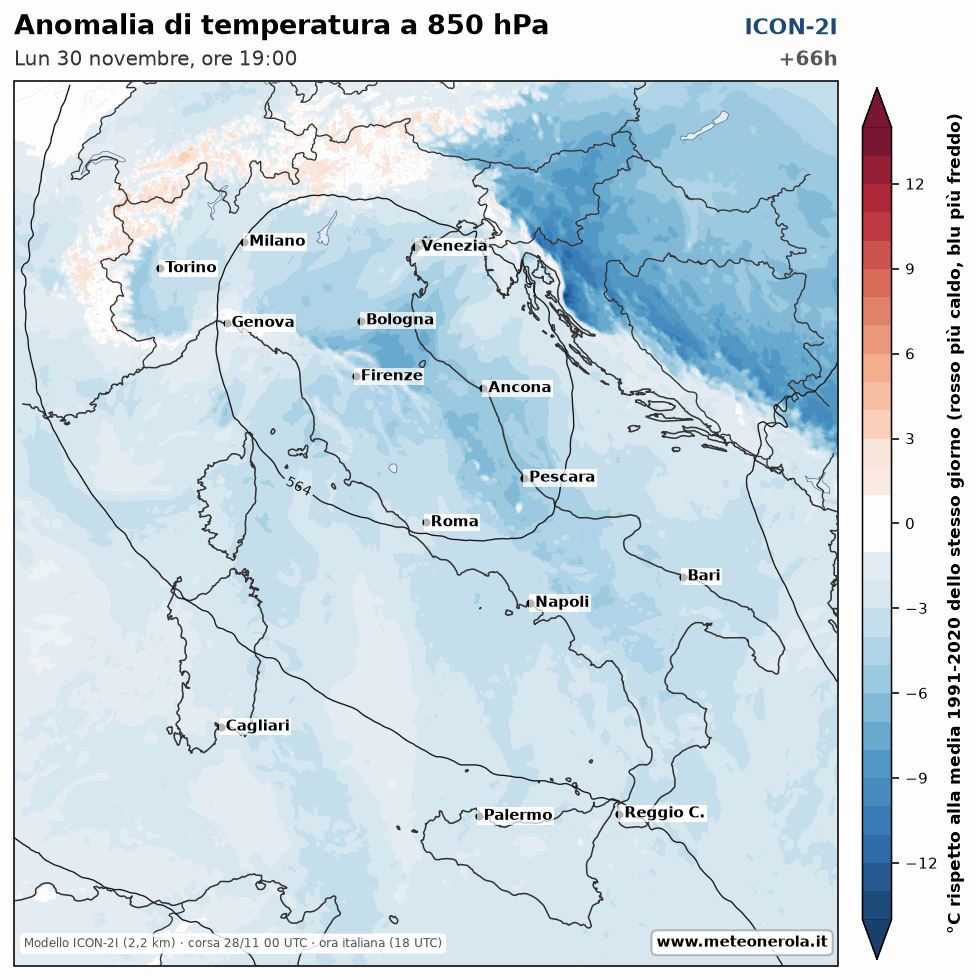 Anomalia di temperatura a 850 hPa
ICON-2I
Lun 30 novembre, ore 19:00
+66h
Milano
Venezia
Torino
Genova
Bologna
Firenze
Ancona
564
Pescara
Roma
Bari
Napoli
Cagliari
Palermo
Reggio C.
12
9
6
3
0
−3
−6
−9
−12
°C rispetto alla media 1991-2020 dello stesso giorno (rosso più caldo, blu più freddo)
Modello ICON-2I (2,2 km) · corsa 28/11 00 UTC · ora italiana (18 UTC)
www.meteonerola.it